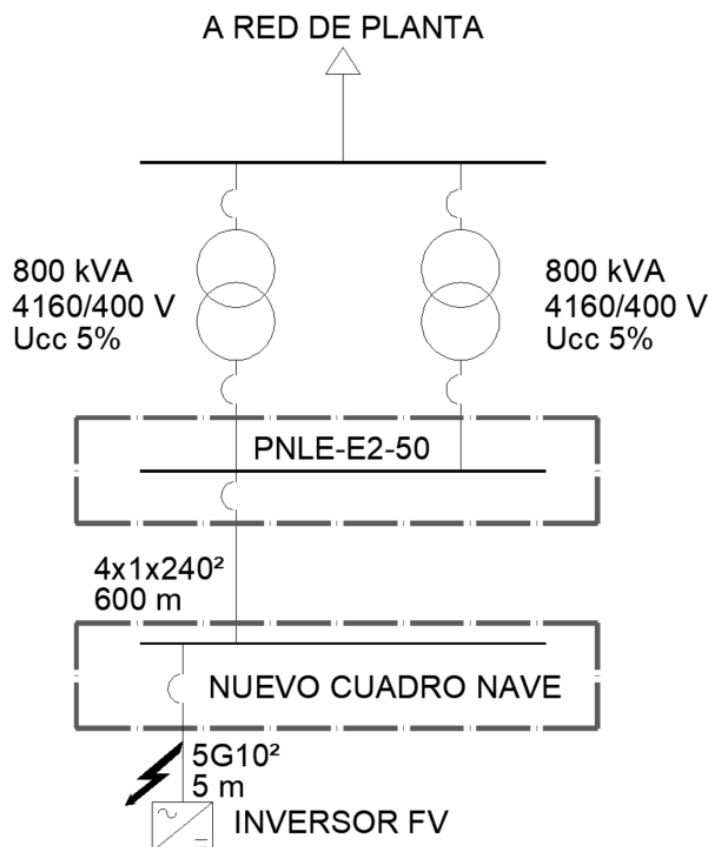 A RED DE PLANTA
800 kVA
4160/400 V
Ucc 5%
800 kVA
4160/400 V
Ucc 5%
PNLE-E2-50
4x1x240²
600 m
NUEVO CUADRO NAVE
5G10²
5 m
INVERSOR FV